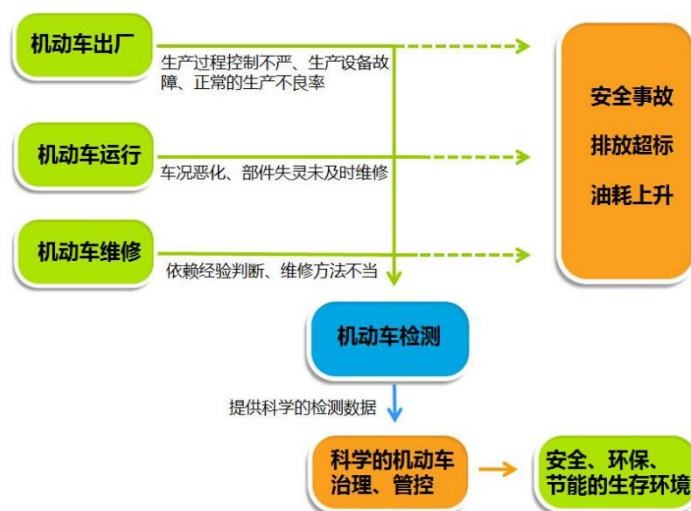 机动车出厂
生产过程控制不严、生产设备故
障、正常的生产不良率
安全事故
排放超标
油耗上升
机动车运行
车况恶化、部件失灵未及时维修
机动车维修
依赖经验判断、维修方法不当
机动车检测
提供科学的检测数据
科学的机动车
治理、管控
安全、环保、
节能的生存环境